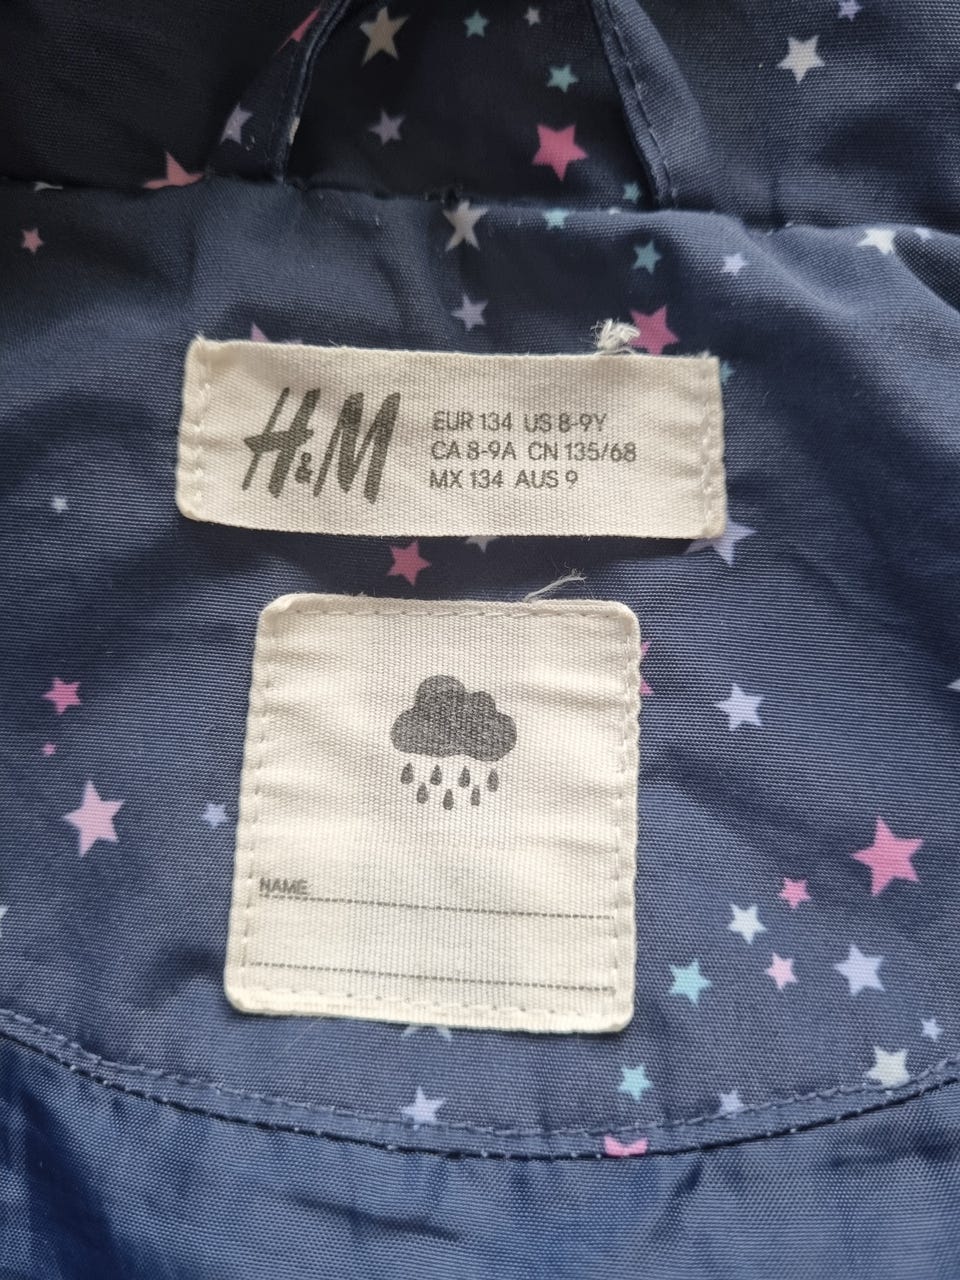 H&M
EUR 134 US 8-9Y
CA 8-9A CN 135/68
MX 134 AUS 9
NAME